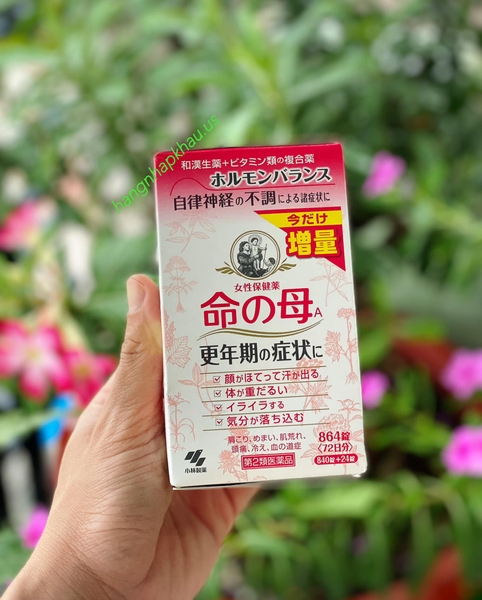 和漢生薬+ビタミン類の複合薬
ホルモンバランス
自律神経の不調による諸症状に
今だけ
増量
女性保健薬
命の母A
更年期の症状に
顔がほてって汗が出る
体が重だるい
イライラする
気分が落ち込む
肩こり、めまい、肌荒れ、
頭痛、冷え、血の道症
864錠
〈72日分〉
840錠+24錠
小林製薬
第2類医薬品
hangnhapkhau.us